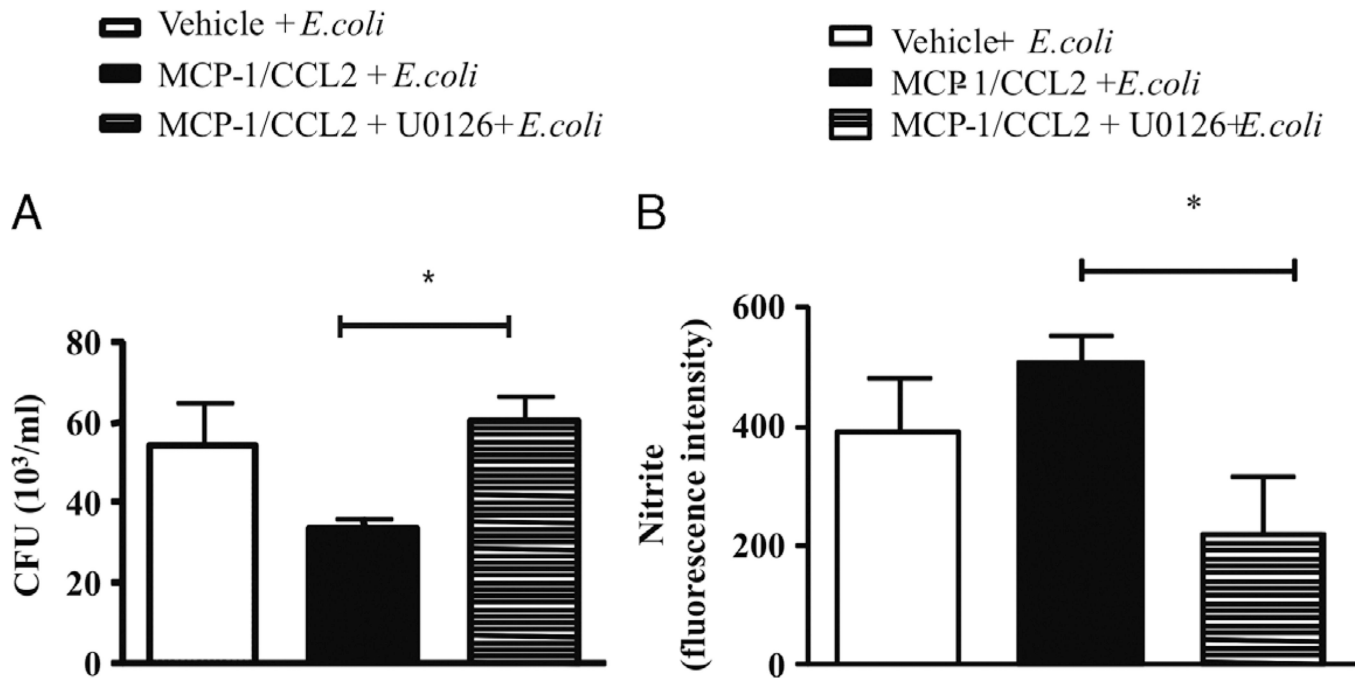 Vehicle + E.coli
MCP-1/CCL2 + E.coli
MCP-1/CCL2 + U0126+ E.coli
Vehicle+ E.coli
MCP-1/CCL2 +E.coli
MCP-1/CCL2 + U0126+E.coli
A
*
CFU (10³/ml)
80
60
40
20
0
B
*
Nitrite
(fluorescence intensity)
600
400
200
0